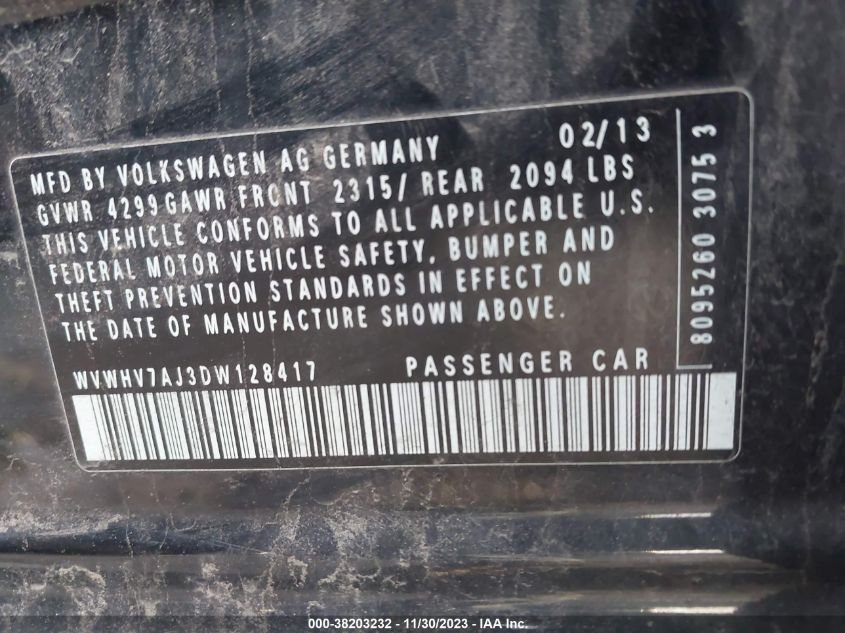 MFD BY VOLKSWAGEN AG GERMANY 02/13
GVWR 4299 GAWR FRONT 2315/ REAR 2094 LBS
THIS VEHICLE CONFORMS TO ALL APPLICABLE U.S.
FEDERAL MOTOR VEHICLE SAFETY, BUMPER AND
THEFT PREVENTION STANDARDS IN EFFECT ON
THE DATE OF MANUFACTURE SHOWN ABOVE.
WVWHV7AJ3DW128417 PASSENGER CAR
8095260 3075 3
000-38203232 - 11/30/2023 - IAA Inc.